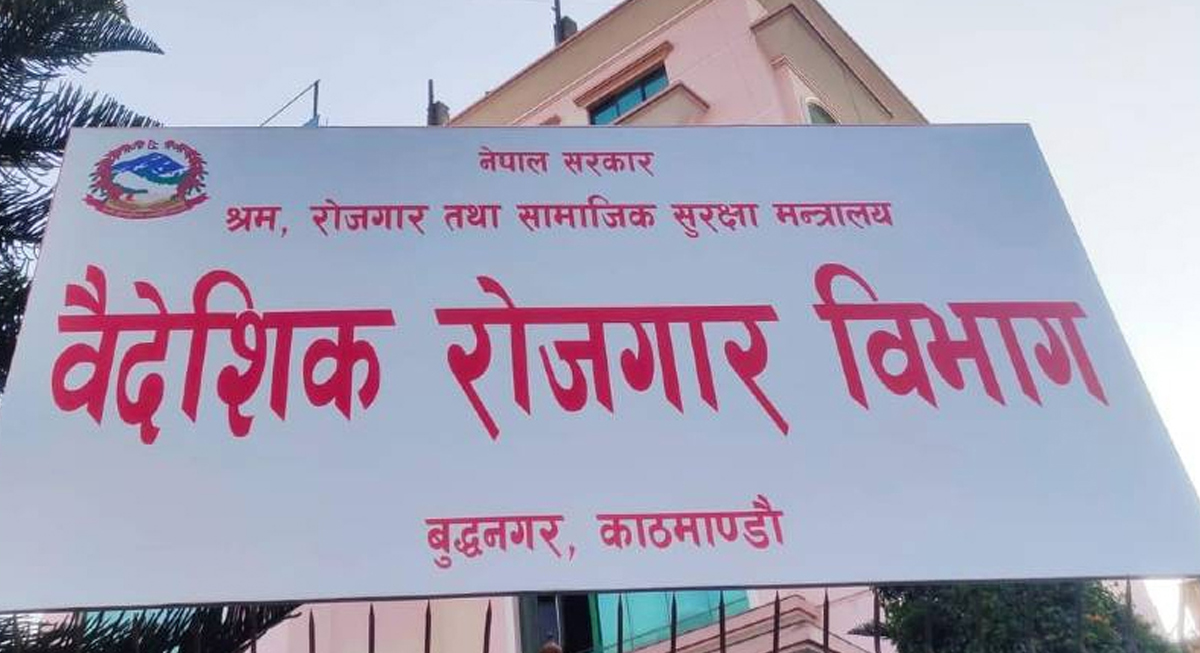 नेपाल सरकार
श्रम, रोजगार तथा सामाजिक सुरक्षा मन्त्रालय
वैदेशिक रोजगार विभाग
बुद्धनगर, काठमाण्डौ